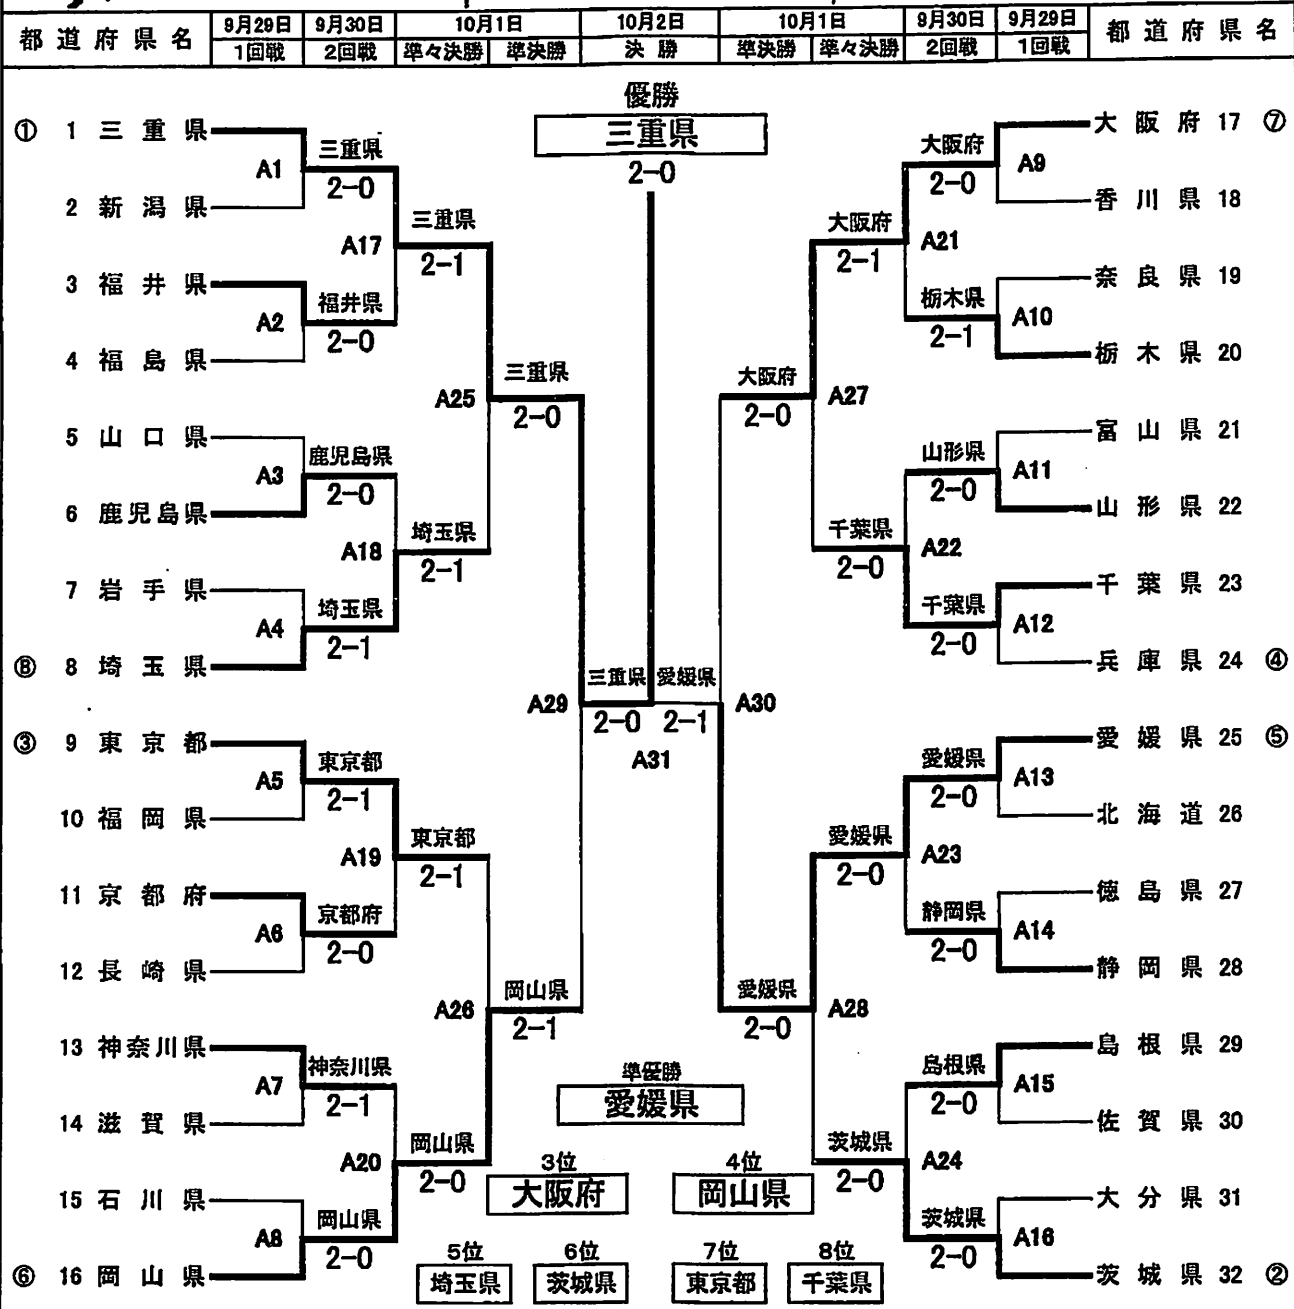 都道府県名 9月29日 9月30日 10月1日 10月2日 10月1日 9月30日 9月29日 都道府県名
1回戦 2回戦 準々決勝 準決勝 決勝 準決勝 準々決勝 2回戦 1回戦
優勝
① 1 三重県 三重県 大阪府 17 ⑦
A1 三重県 大阪府 A9
2-0 2-0 2-0
2 新潟県 香川県 18
三重県 大阪府
A17 A21
2-1 2-1
3 福井県 奈良県 19
A2 福井県 栃木県 A10
2-0 2-1
4 福島県 栃木県 20
三重県 大阪府
A25 A27
2-0 2-0
5 山口県 富山県 21
A3 鹿児島県 山形県 A11
2-0 2-0
6 鹿児島県 山形県 22
埼玉県 千葉県
A18 A22
2-1 2-0
7 岩手県 千葉県 23
A4 埼玉県 千葉県 A12
2-1 2-0
⑧ 8 埼玉県 兵庫県 24 ④
三重県 愛媛県
A29 A30
2-0 2-1
③ 9 東京都 愛媛県 25 ⑤
A31
A5 東京都 愛媛県 A13
2-1 2-0
10 福岡県 北海道 26
東京都 愛媛県
A19 A23
2-1 2-0
11 京都府 徳島県 27
A6 京都府 静岡県 A14
2-0 2-0
12 長崎県 静岡県 28
岡山県 愛媛県
A26 A28
2-1 2-0
13 神奈川県 島根県 29
A7 神奈川県 準優勝 島根県 A15
2-1 愛媛県 2-0
14 滋賀県 佐賀県 30
岡山県 茨城県
A20 3位 4位 A24
2-0 大阪府 岡山県 2-0
15 石川県 大分県 31
A8 岡山県 茨城県 A16
2-0 5位 6位 7位 8位 2-0
⑥ 16 岡山県 埼玉県 茨城県 東京都 千葉県 茨城県 32 ②